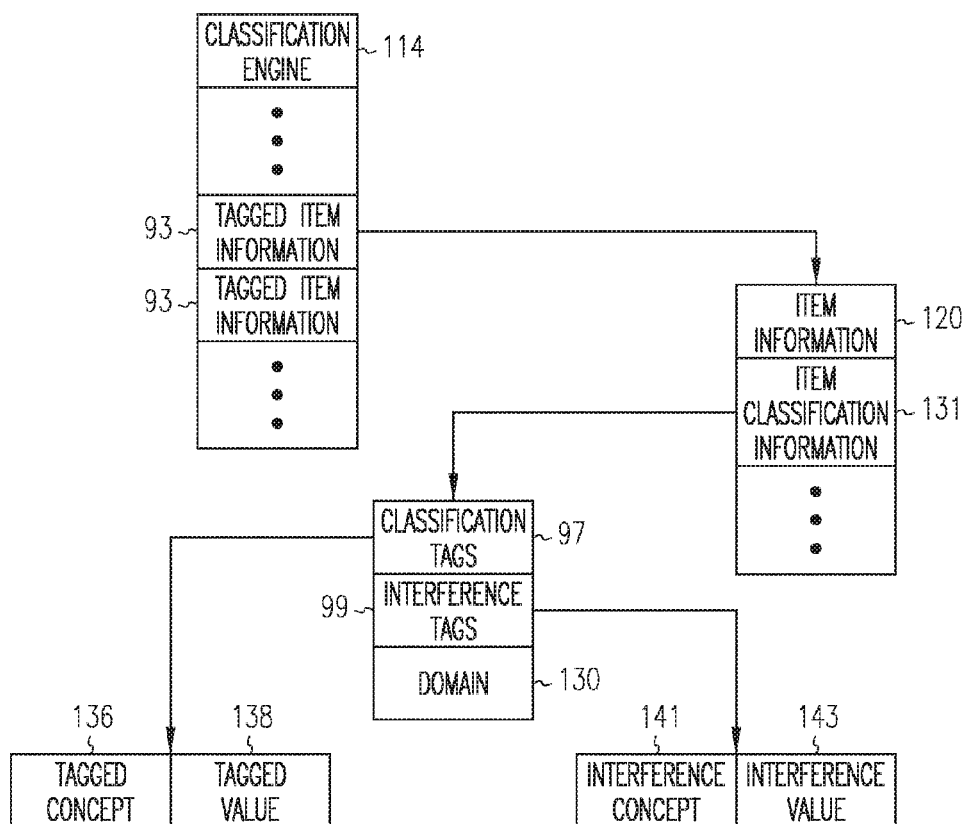 CLASSIFICATION
ENGINE
114
93
TAGGED ITEM
INFORMATION
93
TAGGED ITEM
INFORMATION
ITEM
INFORMATION
120
ITEM
CLASSIFICATION
INFORMATION
131
CLASSIFICATION
TAGS
97
99
INTERFERENCE
TAGS
DOMAIN
130
136
138
TAGGED
CONCEPT
TAGGED
VALUE
141
143
INTERFERENCE
CONCEPT
INTERFERENCE
VALUE